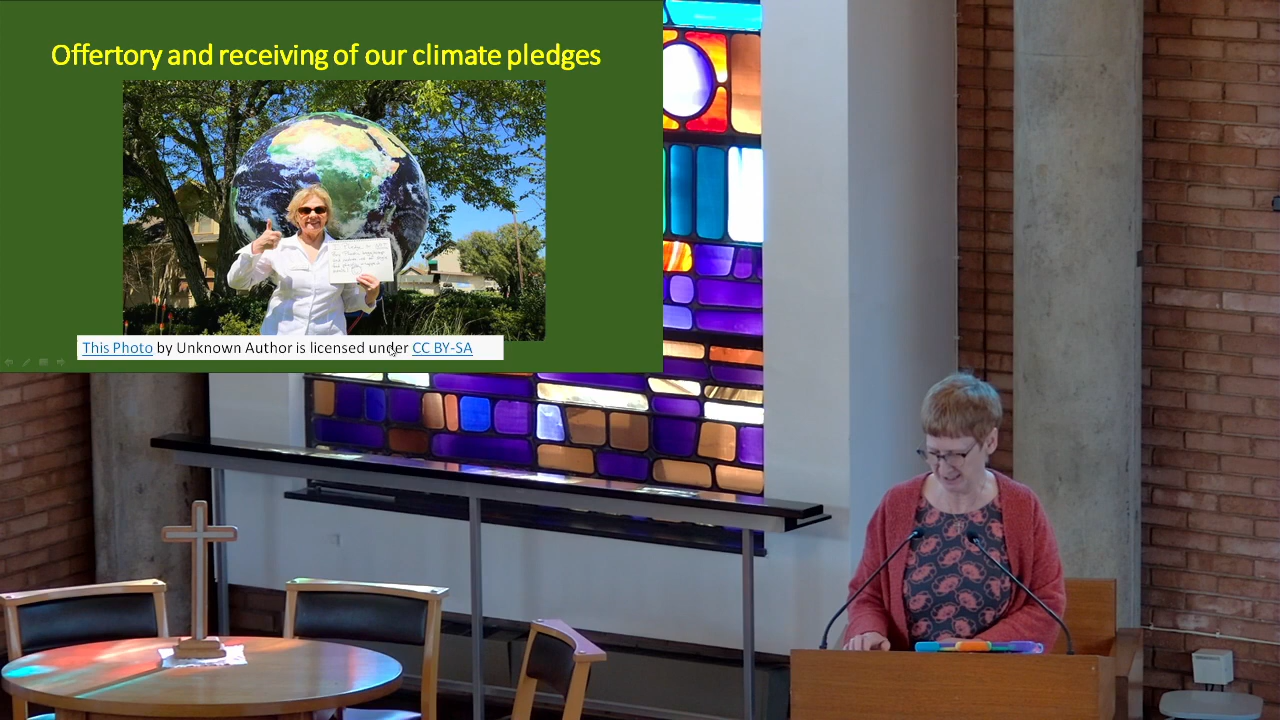 Offertory and receiving of our climate pledges
This Photo by Unknown Author is licensed under CC BY-SA